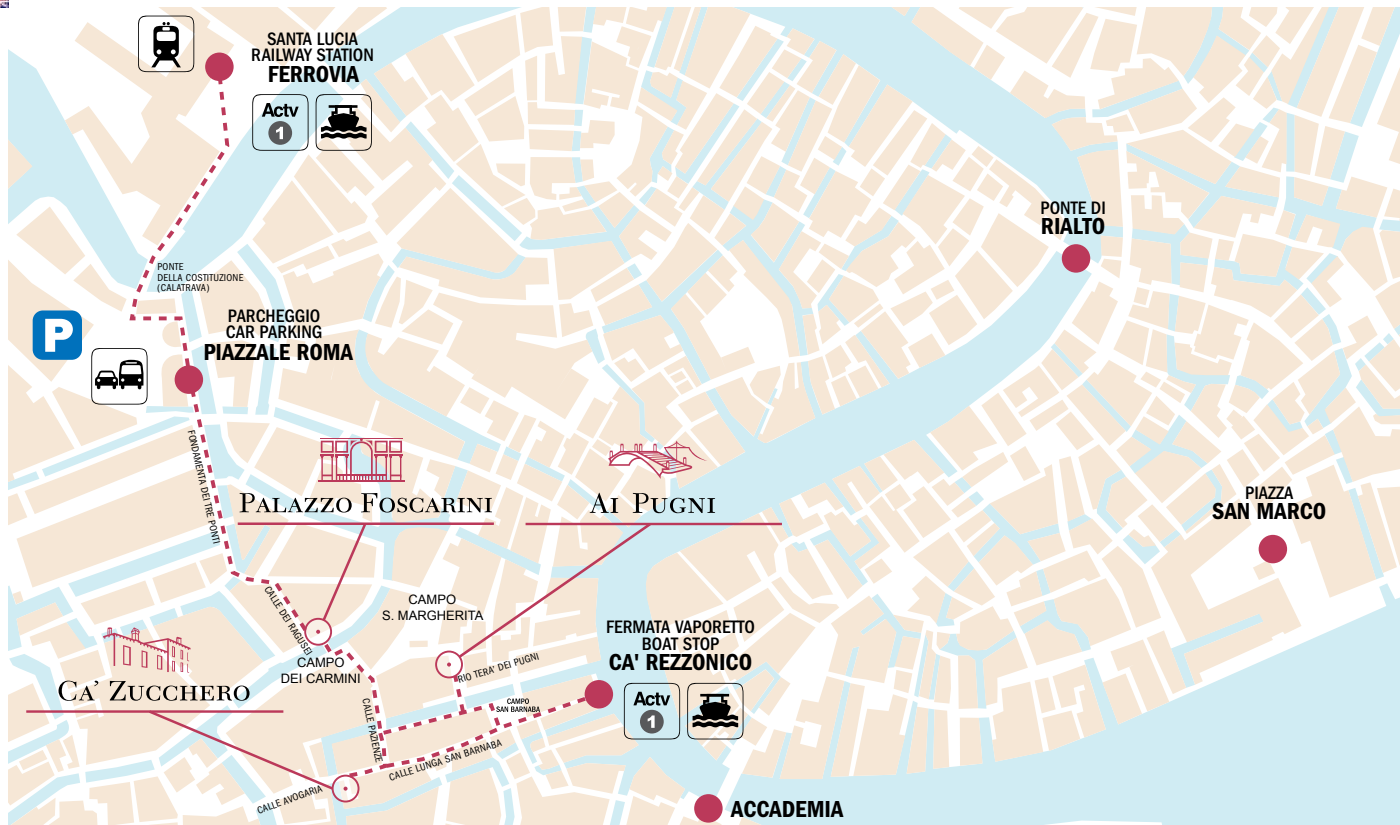 SANTA LUCIA
RAILWAY STATION
FERROVIA
Actv
1
PONTE
DELLA COSTITUZIONE
(CALATRAVA)
P
PARCHEGGIO
CAR PARKING
PIAZZALE ROMA
PONTE DI
RIALTO
FONDAMENTA DEI TRE PONTI
PALAZZO FOSCARINI
AI PUGNI
PIAZZA
SAN MARCO
CALLE DEI RAGUSEI
CAMPO
S. MARGHERITA
CAMPO
DEI CARMINI
CA' ZUCCHERO
RIO TERA' DEI PUGNI
FERMATA VAPORETTO
BOAT STOP
CA' REZZONICO
Actv
1
CALLE PAZIENZE
CAMPO
SAN BARNABA
CALLE LUNGA SAN BARNABA
CALLE AVOGARIA
ACCADEMIA